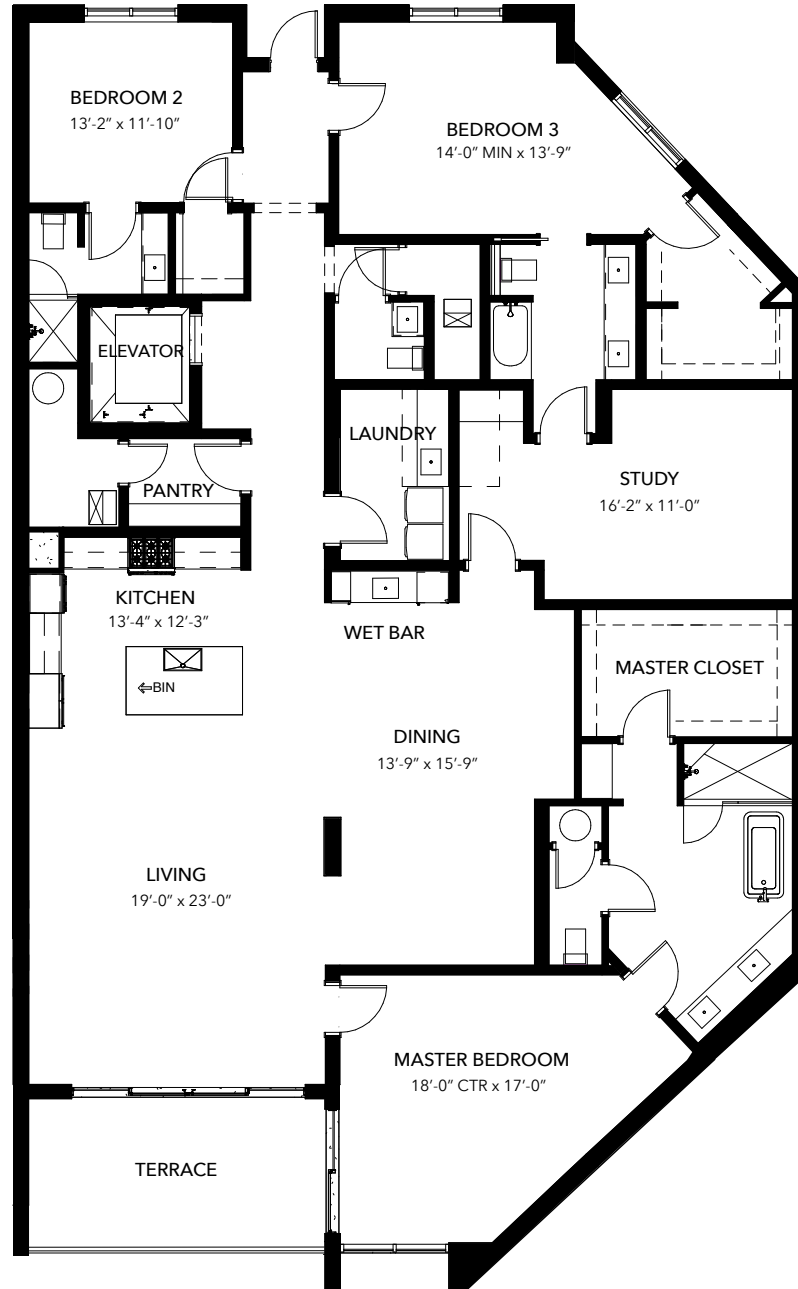 BEDROOM 2
13’-2” x 11’-10”
BEDROOM 3
14’-0” MIN x 13’-9”
ELEVATOR
LAUNDRY
PANTRY
STUDY
16’-2” x 11’-0”
KITCHEN
13’-4” x 12’-3”
WET BAR
MASTER CLOSET
←BIN
DINING
13’-9” x 15’-9”
LIVING
19’-0” x 23’-0”
MASTER BEDROOM
18’-0” CTR x 17’-0”
TERRACE